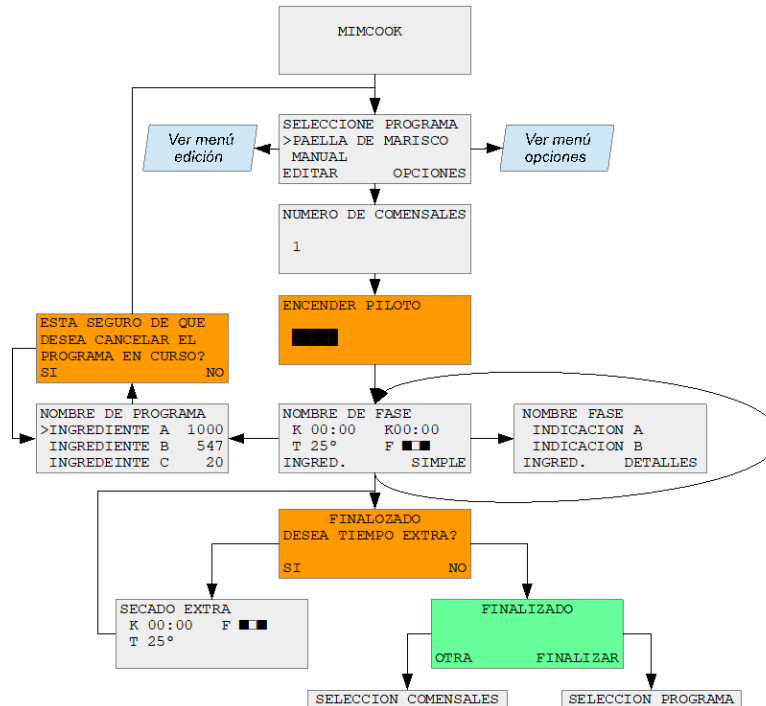 MIMCOOK
SELECCIONE PROGRAMA
>PAELLA DE MARISCO
MANUAL
EDITAR OPCIONES
Ver menú
edición
Ver menú
opciones
NUMERO DE COMENSALES
1
ENCENDER PILOTO
ESTA SEGURO DE QUE
DESEA CANCELAR EL
PROGRAMA EN CURSO?
SI NO
NOMBRE DE PROGRAMA
>INGREDIENTE A 1000
INGREDIENTE B 547
INGREDEINTE C 20
NOMBRE DE FASE
K 00:00 K00:00
T 25° F
INGRED. SIMPLE
NOMBRE FASE
INDICACION A
INDICACION B
INGRED. DETALLES
FINALOZADO
DESEA TIEMPO EXTRA?
SI NO
SECADO EXTRA
K 00:00 F
T 25°
FINALIZADO
OTRA FINALIZAR
SELECCION COMENSALES
SELECCION PROGRAMA